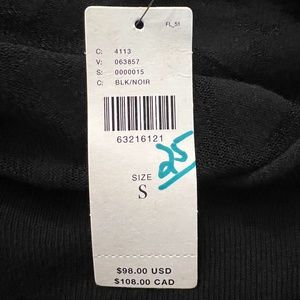 FL_51
C: 4113
V: 063857
S: 0000015
C: BLK/NOIR
63216121
25
SIZE
S
$98.00 USD
$108.00 CAD